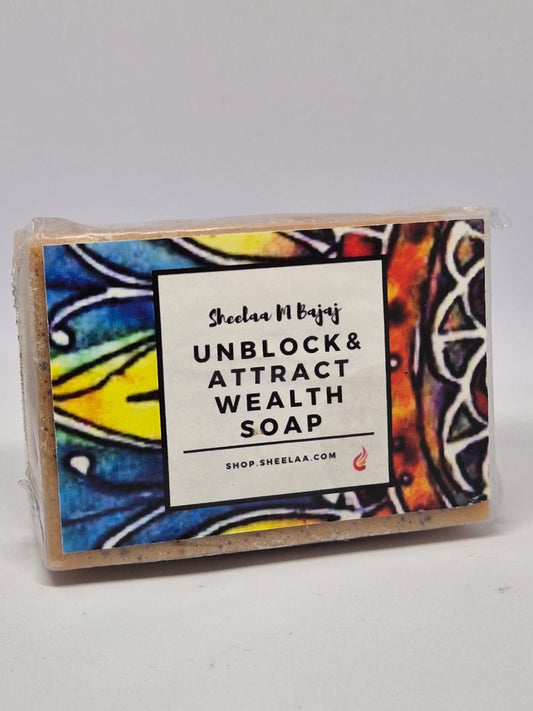 Sheelaa M Bajaj
UNBLOCK&
ATTRACT
WEALTH
SOAP
SHOP.SHEELAA.COM